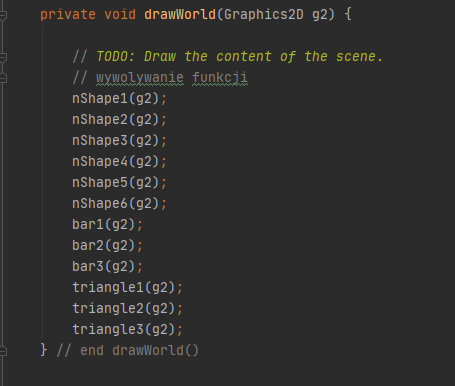 private void drawWorld(Graphics2D g2) {
// TODO: Draw the content of the scene.
// wywolywanie funkcji
nShape1(g2);
nShape2(g2);
nShape3(g2);
nShape4(g2);
nShape5(g2);
nShape6(g2);
bar1(g2);
bar2(g2);
bar3(g2);
triangle1(g2);
triangle2(g2);
triangle3(g2);
} // end drawWorld()